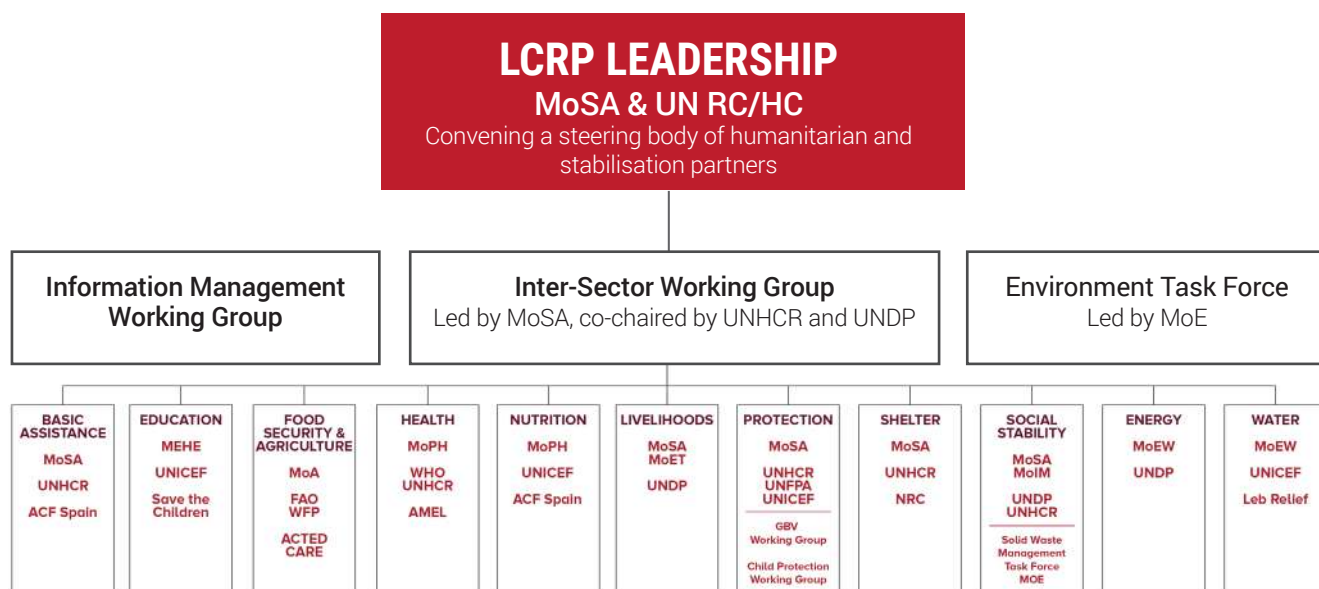 LCRP LEADERSHIP
MoSA & UN RC/HC
Convening a steering body of humanitarian and
stabilisation partners
Information Management
Working Group
Inter-Sector Working Group
Led by MoSA, co-chaired by UNHCR and UNDP
Environment Task Force
Led by MoE
BASIC
ASSISTANCE
MoSA
UNHCR
ACF Spain
EDUCATION
MEHE
UNICEF
Save the
Children
FOOD
SECURITY &
AGRICULTURE
MoA
FAO
WFP
ACTED
CARE
HEALTH
MoPH
WHO
UNHCR
AMEL
NUTRITION
MoPH
UNICEF
ACF Spain
LIVELIHOODS
MoSA
MoET
UNDP
PROTECTION
MoSA
UNHCR
UNFPA
UNICEF
GBV
Working Group
Child Protection
Working Group
SHELTER
MoSA
UNHCR
NRC
SOCIAL
STABILITY
MoSA
MoIM
UNDP
UNHCR
Solid Waste
Management
Task Force
MOE
ENERGY
MoEW
UNDP
WATER
MoEW
UNICEF
Leb Relief